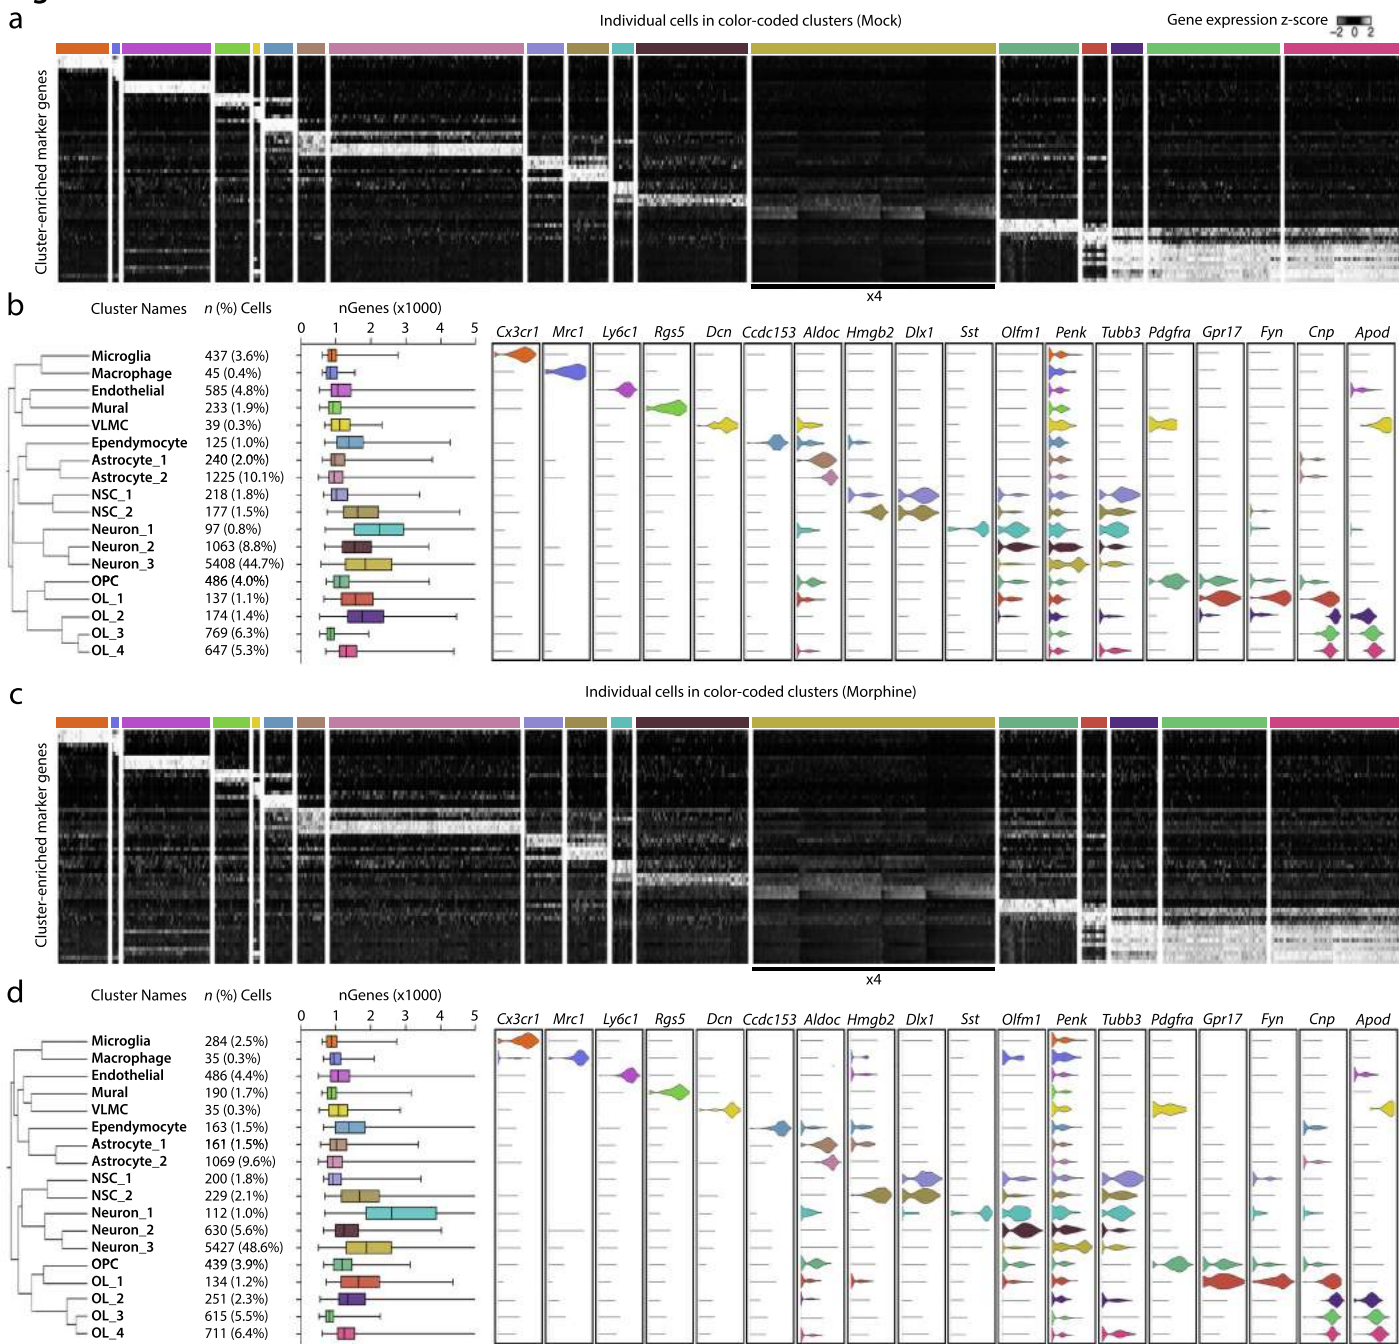 a
Individual cells in color-coded clusters (Mock)
Gene expression z-score
−2 0 2
Cluster-enriched marker genes
x4
b
Cluster Names n (%) Cells nGenes (x1000)
0 1 2 3 4 5
Cx3cr1 Mrc1 Ly6c1 Rgs5 Dcn Ccdc153 Aldoc Hmgb2 Dlx1 Sst Olfm1 Penk Tubb3 Pdgfra Gpr17 Fyn Cnp Apod
Microglia 437 (3.6%)
Macrophage 45 (0.4%)
Endothelial 585 (4.8%)
Mural 233 (1.9%)
VLMC 39 (0.3%)
Ependymocyte 125 (1.0%)
Astrocyte_1 240 (2.0%)
Astrocyte_2 1225 (10.1%)
NSC_1 218 (1.8%)
NSC_2 177 (1.5%)
Neuron_1 97 (0.8%)
Neuron_2 1063 (8.8%)
Neuron_3 5408 (44.7%)
OPC 486 (4.0%)
OL_1 137 (1.1%)
OL_2 174 (1.4%)
OL_3 769 (6.3%)
OL_4 647 (5.3%)
c
Individual cells in color-coded clusters (Morphine)
Cluster-enriched marker genes
x4
d
Cluster Names n (%) Cells nGenes (x1000)
0 1 2 3 4 5
Cx3cr1 Mrc1 Ly6c1 Rgs5 Dcn Ccdc153 Aldoc Hmgb2 Dlx1 Sst Olfm1 Penk Tubb3 Pdgfra Gpr17 Fyn Cnp Apod
Microglia 284 (2.5%)
Macrophage 35 (0.3%)
Endothelial 486 (4.4%)
Mural 190 (1.7%)
VLMC 35 (0.3%)
Ependymocyte 163 (1.5%)
Astrocyte_1 161 (1.5%)
Astrocyte_2 1069 (9.6%)
NSC_1 200 (1.8%)
NSC_2 229 (2.1%)
Neuron_1 112 (1.0%)
Neuron_2 630 (5.6%)
Neuron_3 5427 (48.6%)
OPC 439 (3.9%)
OL_1 134 (1.2%)
OL_2 251 (2.3%)
OL_3 615 (5.5%)
OL_4 711 (6.4%)